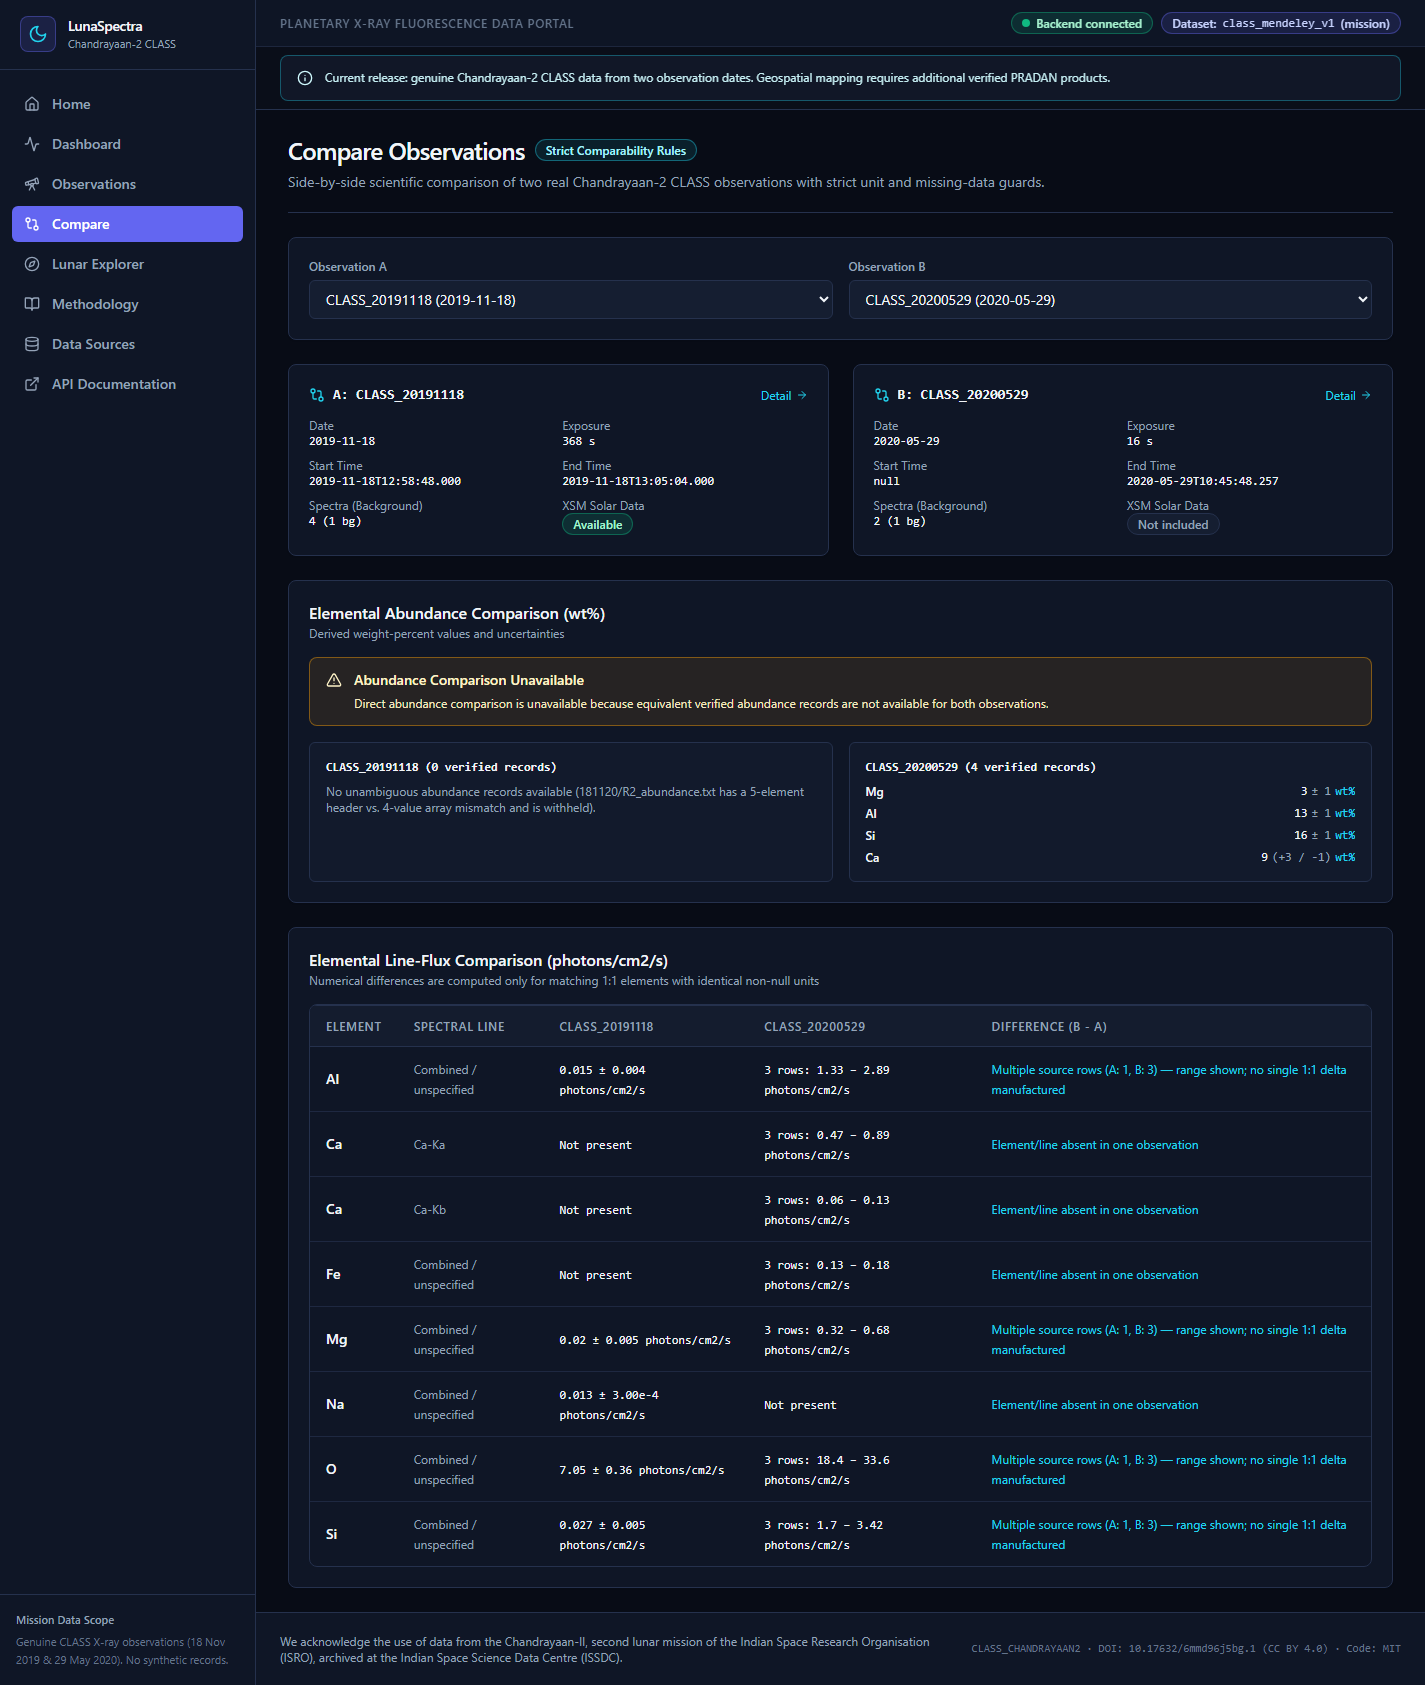 LunaSpectra
Chandrayaan-2 CLASS
Home
Dashboard
Observations
Compare
Lunar Explorer
Methodology
Data Sources
API Documentation
Mission Data Scope
Genuine CLASS X-ray observations (18 Nov
2019 & 29 May 2020). No synthetic records.
PLANETARY X-RAY FLUORESCENCE DATA PORTAL
Backend connected
Dataset: class_mendeley_v1 (mission)
Current release: genuine Chandrayaan-2 CLASS data from two observation dates. Geospatial mapping requires additional verified PRADAN products.
Compare Observations
Strict Comparability Rules
Side-by-side scientific comparison of two real Chandrayaan-2 CLASS observations with strict unit and missing-data guards.
Observation A
CLASS_20191118 (2019-11-18)
Observation B
CLASS_20200529 (2020-05-29)
A: CLASS_20191118
Detail →
Date
2019-11-18
Exposure
368 s
Start Time
2019-11-18T12:58:48.000
End Time
2019-11-18T13:05:04.000
Spectra (Background)
4 (1 bg)
XSM Solar Data
Available
B: CLASS_20200529
Detail →
Date
2020-05-29
Exposure
16 s
Start Time
null
End Time
2020-05-29T10:45:48.257
Spectra (Background)
2 (1 bg)
XSM Solar Data
Not included
Elemental Abundance Comparison (wt%)
Derived weight-percent values and uncertainties
Abundance Comparison Unavailable
Direct abundance comparison is unavailable because equivalent verified abundance records are not available for both observations.
CLASS_20191118 (0 verified records)
No unambiguous abundance records available (181120/R2_abundance.txt has a 5-element
header vs. 4-value array mismatch and is withheld).
CLASS_20200529 (4 verified records)
Mg 3 ± 1 wt%
Al 13 ± 1 wt%
Si 16 ± 1 wt%
Ca 9 (+3 / -1) wt%
Elemental Line-Flux Comparison (photons/cm2/s)
Numerical differences are computed only for matching 1:1 elements with identical non-null units
ELEMENT SPECTRAL LINE CLASS_20191118 CLASS_20200529 DIFFERENCE (B - A)
Al
Combined /
unspecified
0.015 ± 0.004
photons/cm2/s
3 rows: 1.33 – 2.89
photons/cm2/s
Multiple source rows (A: 1, B: 3) — range shown; no single 1:1 delta
manufactured
Ca
Ca-Ka
Not present
3 rows: 0.47 – 0.89
photons/cm2/s
Element/line absent in one observation
Ca
Ca-Kb
Not present
3 rows: 0.06 – 0.13
photons/cm2/s
Element/line absent in one observation
Fe
Combined /
unspecified
Not present
3 rows: 0.13 – 0.18
photons/cm2/s
Element/line absent in one observation
Mg
Combined /
unspecified
0.02 ± 0.005 photons/cm2/s
3 rows: 0.32 – 0.68
photons/cm2/s
Multiple source rows (A: 1, B: 3) — range shown; no single 1:1 delta
manufactured
Na
Combined /
unspecified
0.013 ± 3.00e-4
photons/cm2/s
Not present
Element/line absent in one observation
O
Combined /
unspecified
7.05 ± 0.36 photons/cm2/s
3 rows: 18.4 – 33.6
photons/cm2/s
Multiple source rows (A: 1, B: 3) — range shown; no single 1:1 delta
manufactured
Si
Combined /
unspecified
0.027 ± 0.005
photons/cm2/s
3 rows: 1.7 – 3.42
photons/cm2/s
Multiple source rows (A: 1, B: 3) — range shown; no single 1:1 delta
manufactured
We acknowledge the use of data from the Chandrayaan-II, second lunar mission of the Indian Space Research Organisation
(ISRO), archived at the Indian Space Science Data Centre (ISSDC).
CLASS_CHANDRAYAAN2 · DOI: 10.17632/6mmd96j5bg.1 (CC BY 4.0) · Code: MIT